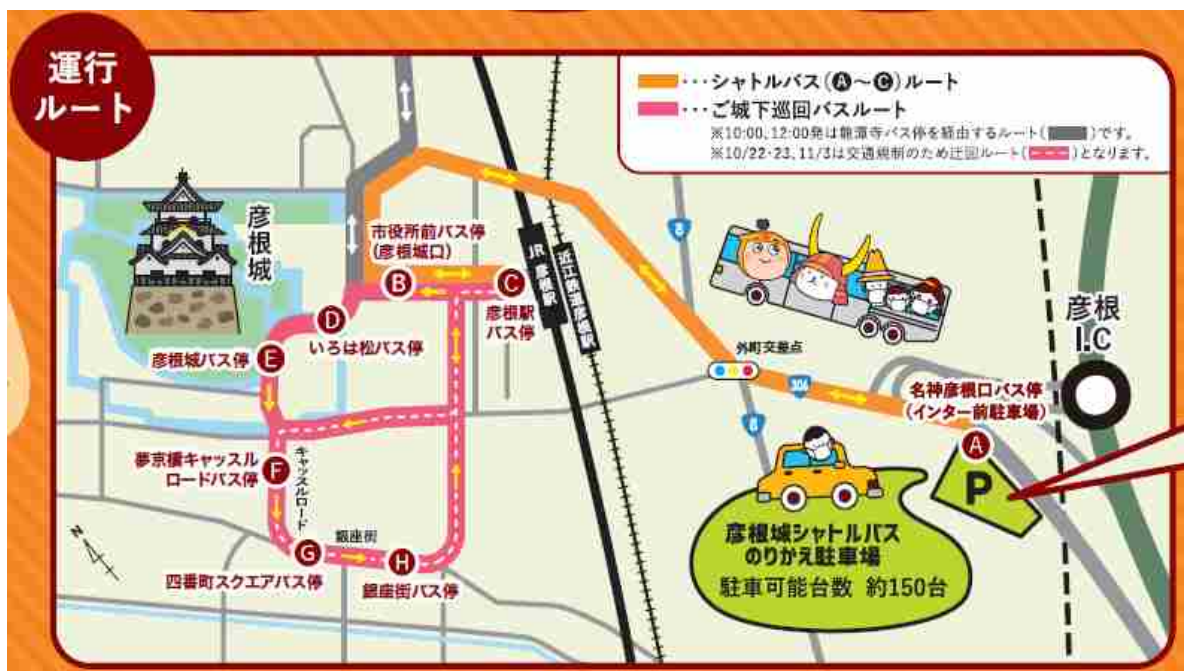 運行
ルート
・・・シャトルバス(A〜C)ルート
・・・ご城下巡回バスルート
※10:00、12:00発は龍潭寺バス停を経由するルート( )です。
※10/22・23、11/3は交通規制のため迂回ルート( )となります。
彦根城
市役所前バス停
(彦根城口)
B
C
彦根駅
バス停
JR 彦根駅
近江鉄道彦根駅
8
D
いろは松バス停
彦根城バス停
E
外町交差点
306
彦根
I.C
名神彦根口バス停
(インター前駐車場)
A
P
8
夢京橋キャッスル
ロードバス停
F
キャッスルロード
N
G
銀座街
H
四番町スクエアバス停
銀座街バス停
彦根城シャトルバス
のりかえ駐車場
駐車可能台数 約150台